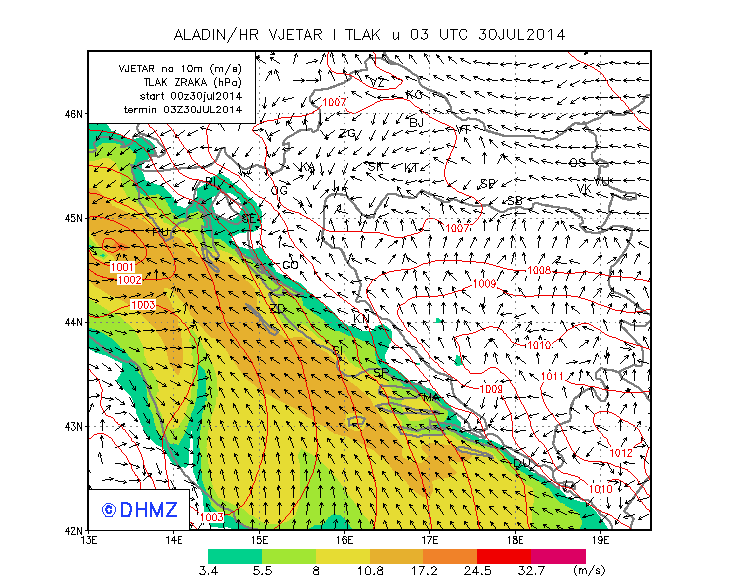 ALADIN/HR VJETAR I TLAK u 03 UTC 30JUL2014
VJETAR na 10m (m/s)
TLAK ZRAKA (hPa)
start 00z30jul2014
termin 03Z30JUL2014
VZ
KC
1007
46N
BJ
VT
ZG
OS
KA
SK
KT
RI
VU
SP
VK
OG
SB
45N
SE
1007
PU
GO
1001
1008
1002
1009
1003
ZD
44N
KN
1010
SI
SP
1011
1009
MA
43N
1012
DU
1010
©DHMZ
1003
42N
13E 14E 15E 16E 17E 18E 19E
3.4 5.5 8 10.8 17.2 24.5 32.7 (m/s)